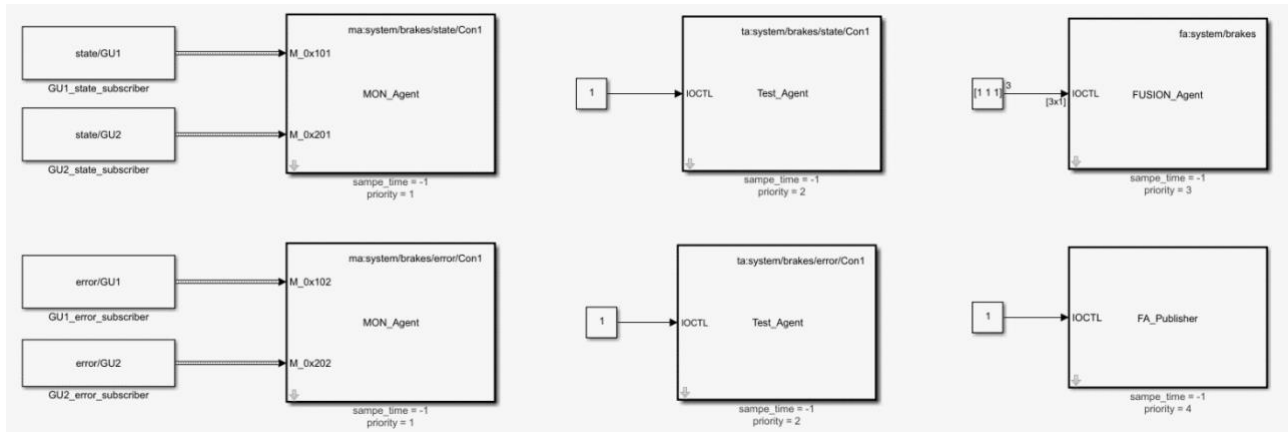 state/GU1
GU1_state_subscriber
state/GU2
GU2_state_subscriber
ma:system/brakes/state/Con1
M_0x101
MON_Agent
M_0x201
sampe_time = -1
priority = 1
1
ta:system/brakes/state/Con1
IOCTL
Test_Agent
sampe_time = -1
priority = 2
[1 1 1]
3
[3x1]
fa:system/brakes
IOCTL
FUSION_Agent
sampe_time = -1
priority = 3
error/GU1
GU1_error_subscriber
error/GU2
GU2_error_subscriber
ma:system/brakes/error/Con1
M_0x102
MON_Agent
M_0x202
sampe_time = -1
priority = 1
1
ta:system/brakes/error/Con1
IOCTL
Test_Agent
sampe_time = -1
priority = 2
1
IOCTL
FA_Publisher
sampe_time = -1
priority = 4